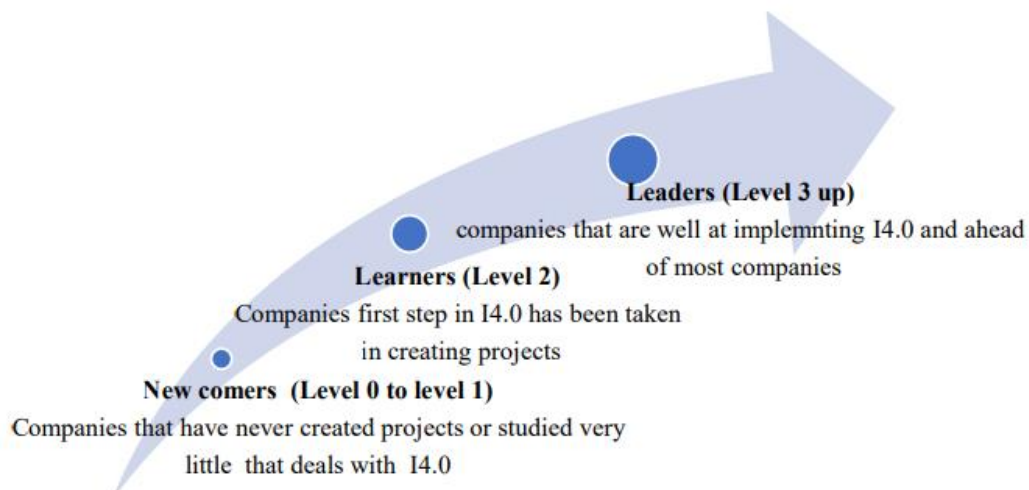 Leaders (Level 3 up)
companies that are well at implemnting I4.0 and ahead
of most companies
Learners (Level 2)
Companies first step in I4.0 has been taken
in creating projects
New comers (Level 0 to level 1)
Companies that have never created projects or studied very
little that deals with I4.0